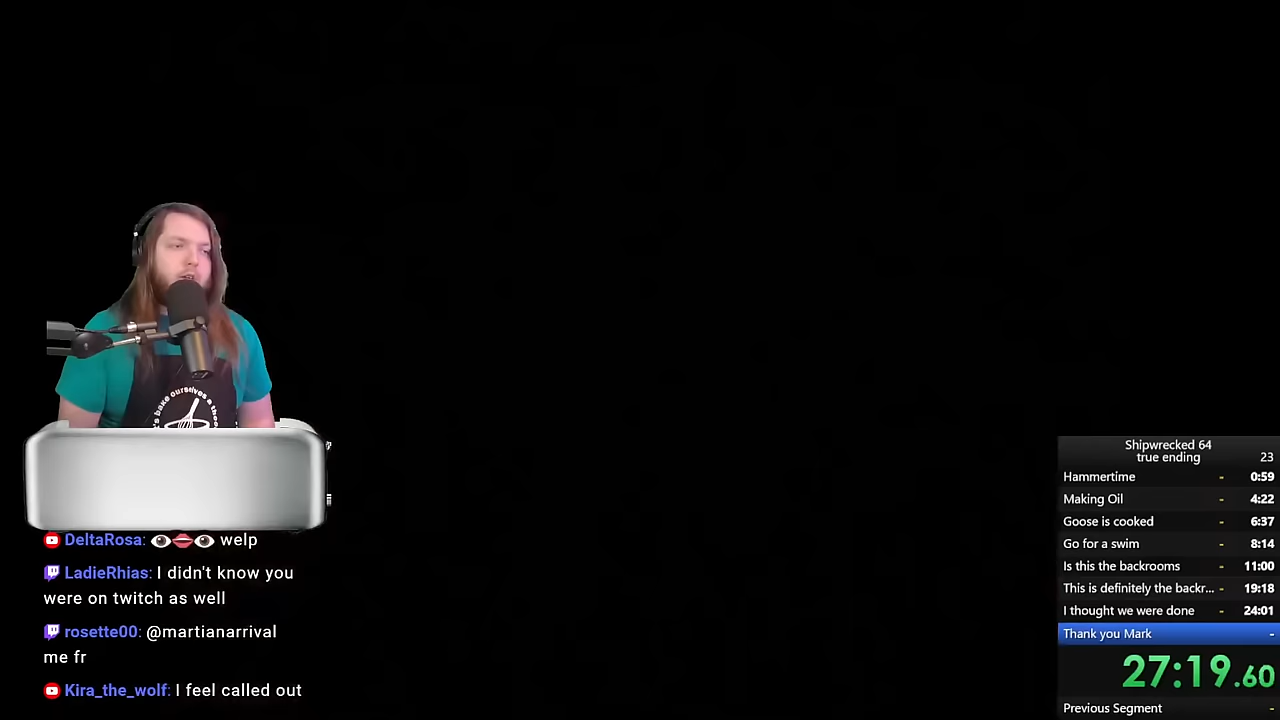 's bake ourselves a
DeltaRosa: 👁👄👁 welp
LadieRhias: I didn't know you
were on twitch as well
rosette00: @martianarrival
me fr
Kira_the_wolf: I feel called out
Shipwrecked 64
true ending 23
Hammertime - 0:59
Making Oil - 4:22
Goose is cooked - 6:37
Go for a swim - 8:14
Is this the backrooms - 11:00
This is definitely the backr... - 19:18
I thought we were done - 24:01
Thank you Mark -
27:19.60
Previous Segment -